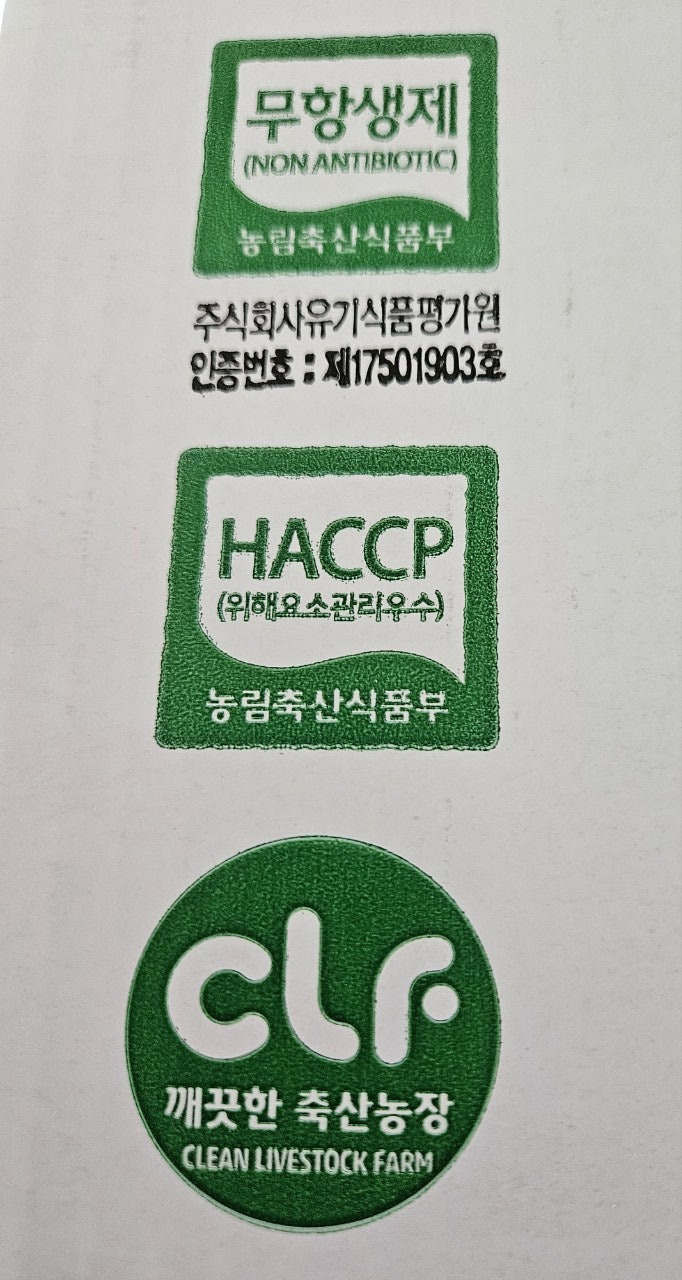 무항생제
(NON ANTIBIOTIC)
농림축산식품부
주식회사유기식품평가원
인증번호 : 제17501903호
HACCP
(위해요소관리우수)
농림축산식품부
CLF
깨끗한 축산농장
CLEAN LIVESTOCK FARM